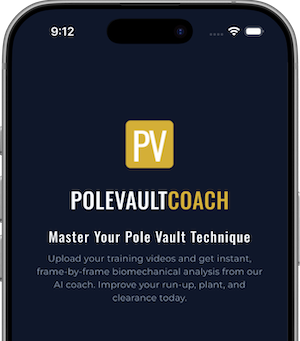 9:12
PV
POLEVAULTCOACH
Master Your Pole Vault Technique
Upload your training videos and get instant,
frame-by-frame biomechanical analysis from our
AI coach. Improve your run-up, plant, and
clearance today.